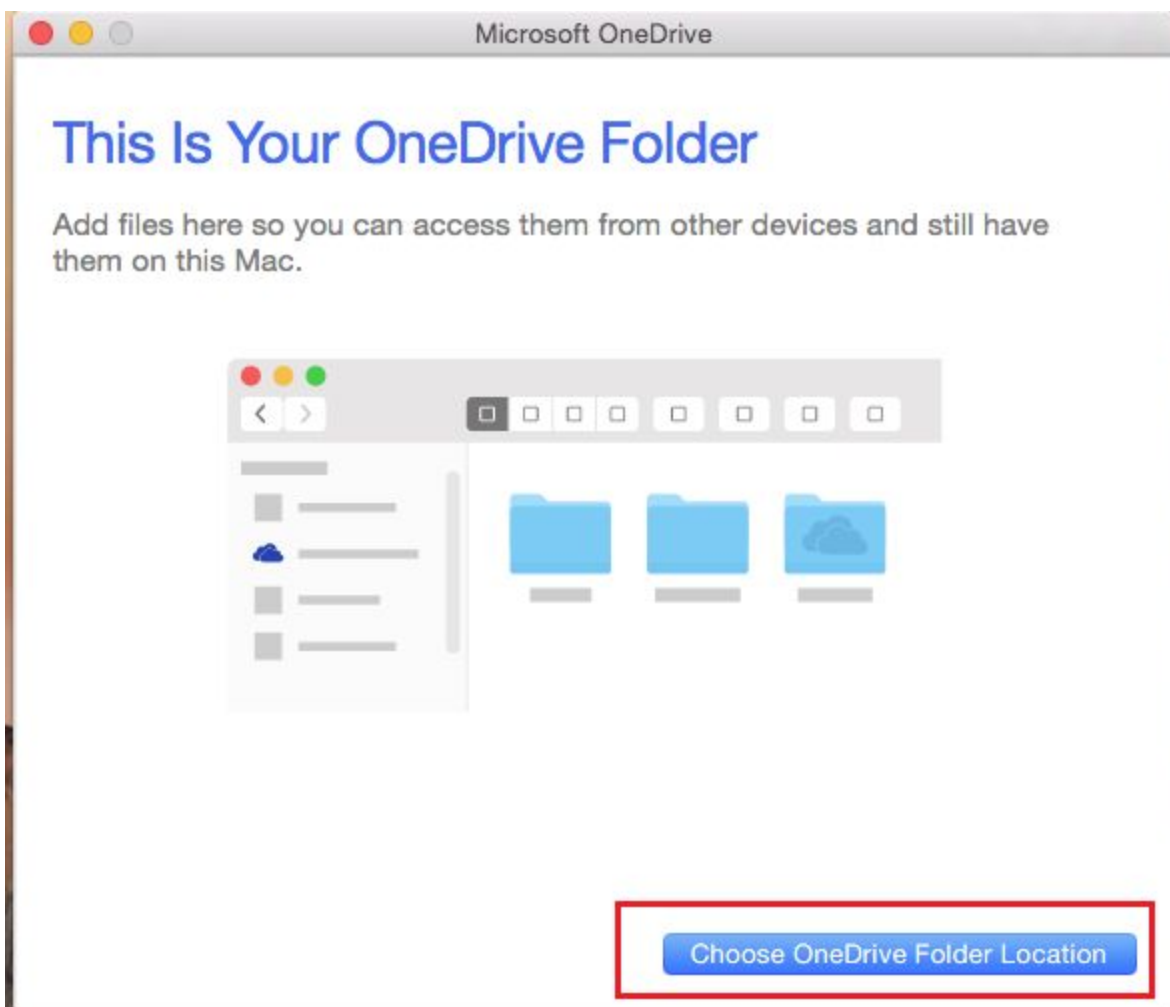 Microsoft OneDrive
This Is Your OneDrive Folder
Add files here so you can access them from other devices and still have
them on this Mac.
Choose OneDrive Folder Location